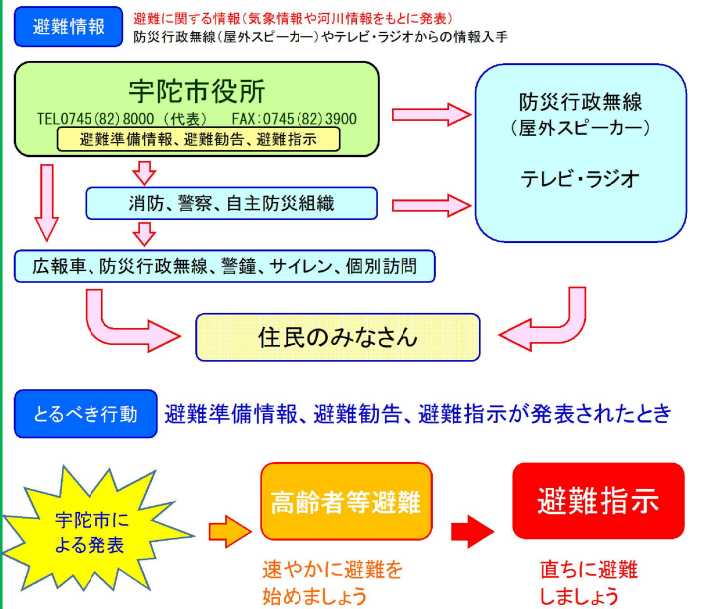 避難情報
避難に関する情報(気象情報や河川情報をもとに発表)
防災行政無線(屋外スピーカー)やテレビ・ラジオからの情報入手
宇陀市役所
TEL0745(82)8000 (代表) FAX:0745(82)3900
避難準備情報、避難勧告、避難指示
防災行政無線
(屋外スピーカー)
テレビ・ラジオ
消防、警察、自主防災組織
広報車、防災行政無線、警鐘、サイレン、個別訪問
住民のみなさん
とるべき行動
避難準備情報、避難勧告、避難指示が発表されたとき
宇陀市に
よる発表
高齢者等避難
避難指示
速やかに避難を
始めましょう
直ちに避難
しましょう